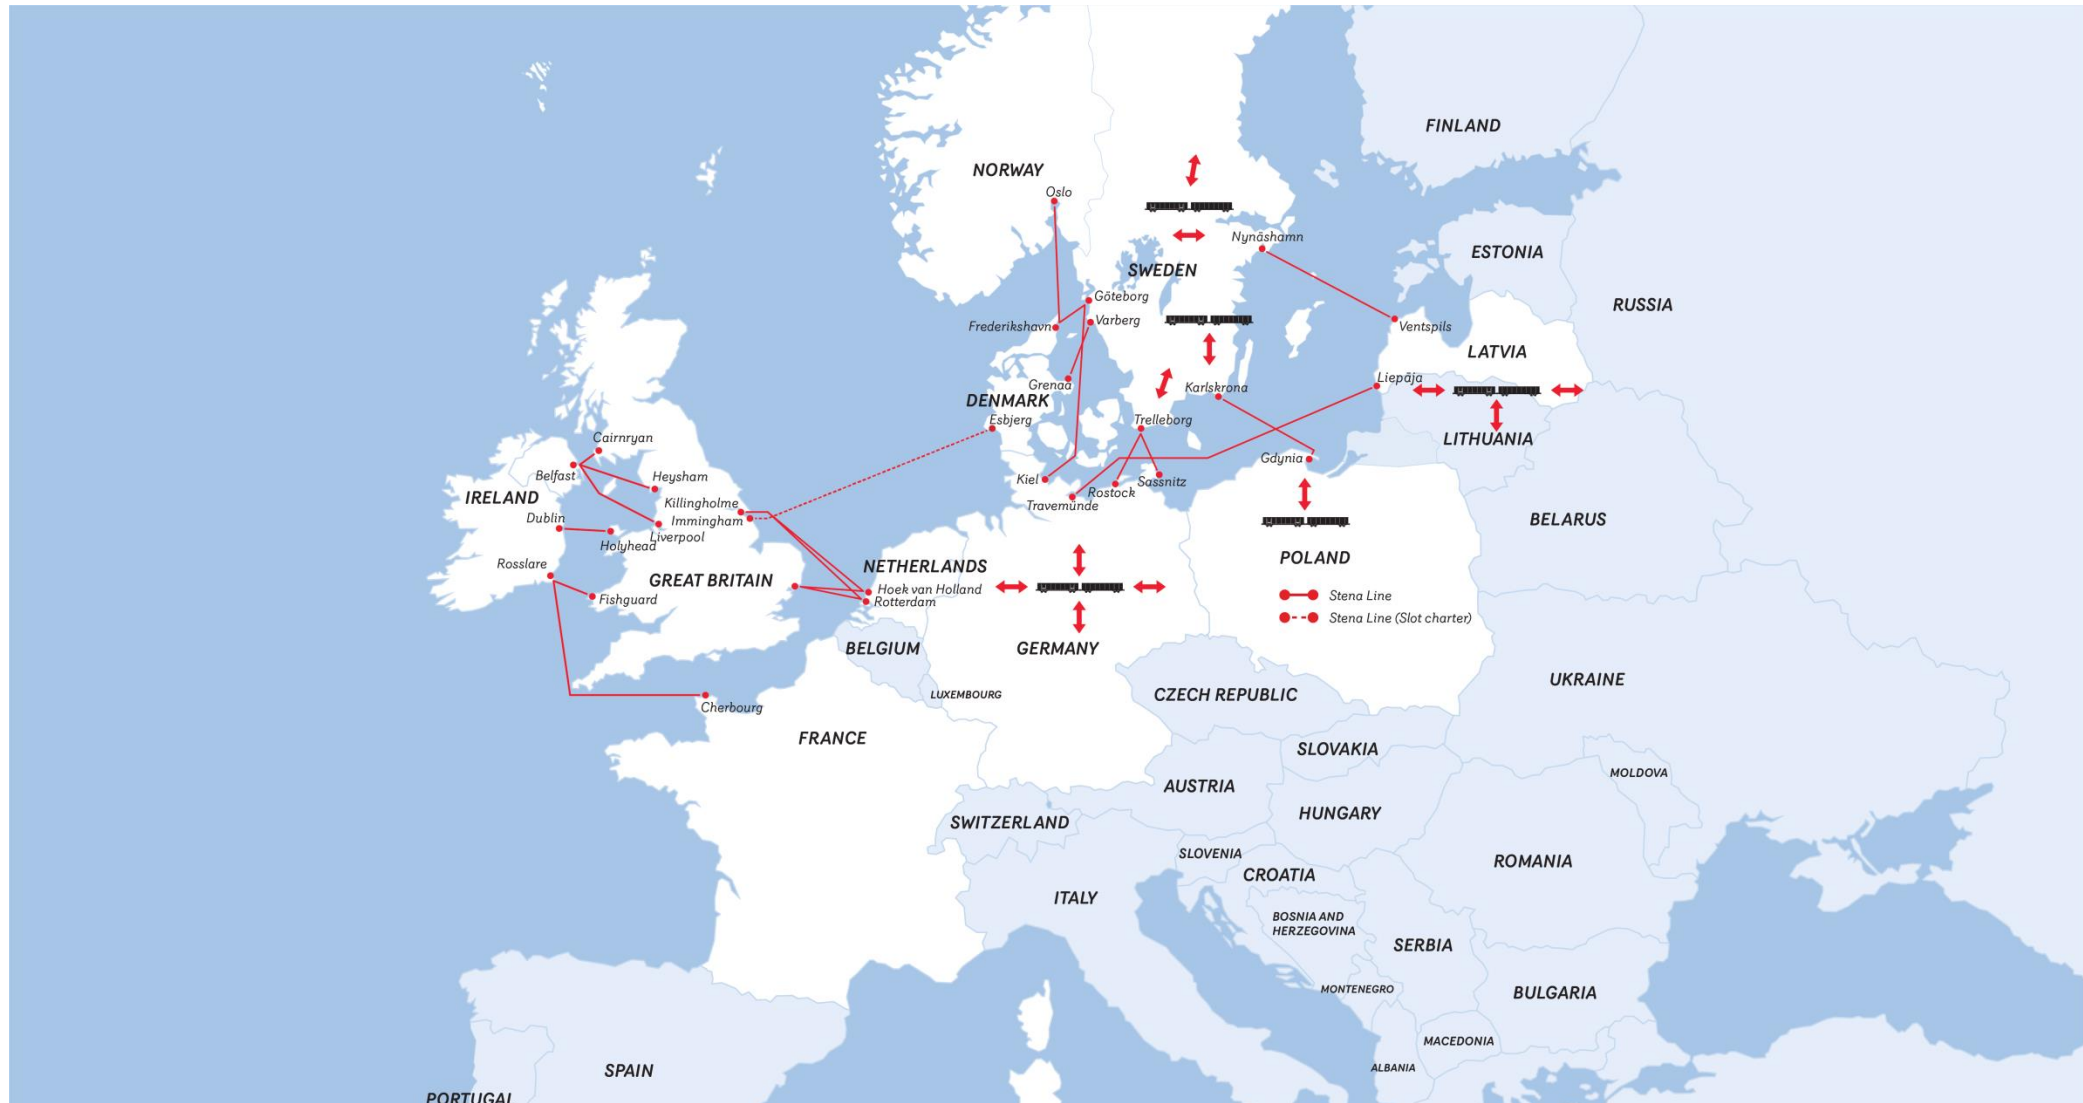 FINLAND
NORWAY
Oslo
Nynäshamn
ESTONIA
SWEDEN
Göteborg
RUSSIA
Varberg
Frederikshavn
Ventspils
LATVIA
Liepāja
Grenaa
Karlskrona
DENMARK
Esbjerg
Trelleborg
Cairnryan
LITHUANIA
Gdynia
Belfast
Heysham
Kiel
Sassnitz
Rostock
IRELAND
Killingholme
Travemünde
Dublin
Immingham
BELARUS
Liverpool
Holyhead
POLAND
Rosslare
NETHERLANDS
GREAT BRITAIN
Hoek van Holland
Stena Line
Fishguard
Rotterdam
Stena Line (Slot charter)
BELGIUM
GERMANY
UKRAINE
LUXEMBOURG
CZECH REPUBLIC
Cherbourg
FRANCE
SLOVAKIA
MOLDOVA
AUSTRIA
HUNGARY
SWITZERLAND
SLOVENIA
ROMANIA
CROATIA
ITALY
BOSNIA AND
HERZEGOVINA
SERBIA
MONTENEGRO
BULGARIA
MACEDONIA
ALBANIA
SPAIN
PORTUGAL